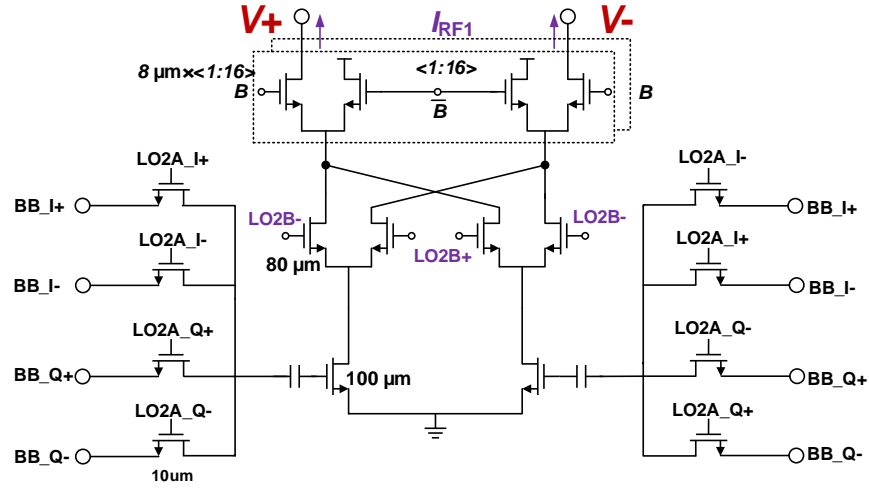 V+ I_RF1 V-
8 µm×<1:16> <1:16>
B B̅ B
LO2A_I+ LO2A_I-
BB_I+ BB_I+
LO2B- LO2B-
LO2A_I- LO2A_I+
LO2B+
80 µm
BB_I- BB_I-
LO2A_Q+ LO2A_Q-
BB_Q+ 100 µm BB_Q+
LO2A_Q- LO2A_Q+
BB_Q- BB_Q-
10um